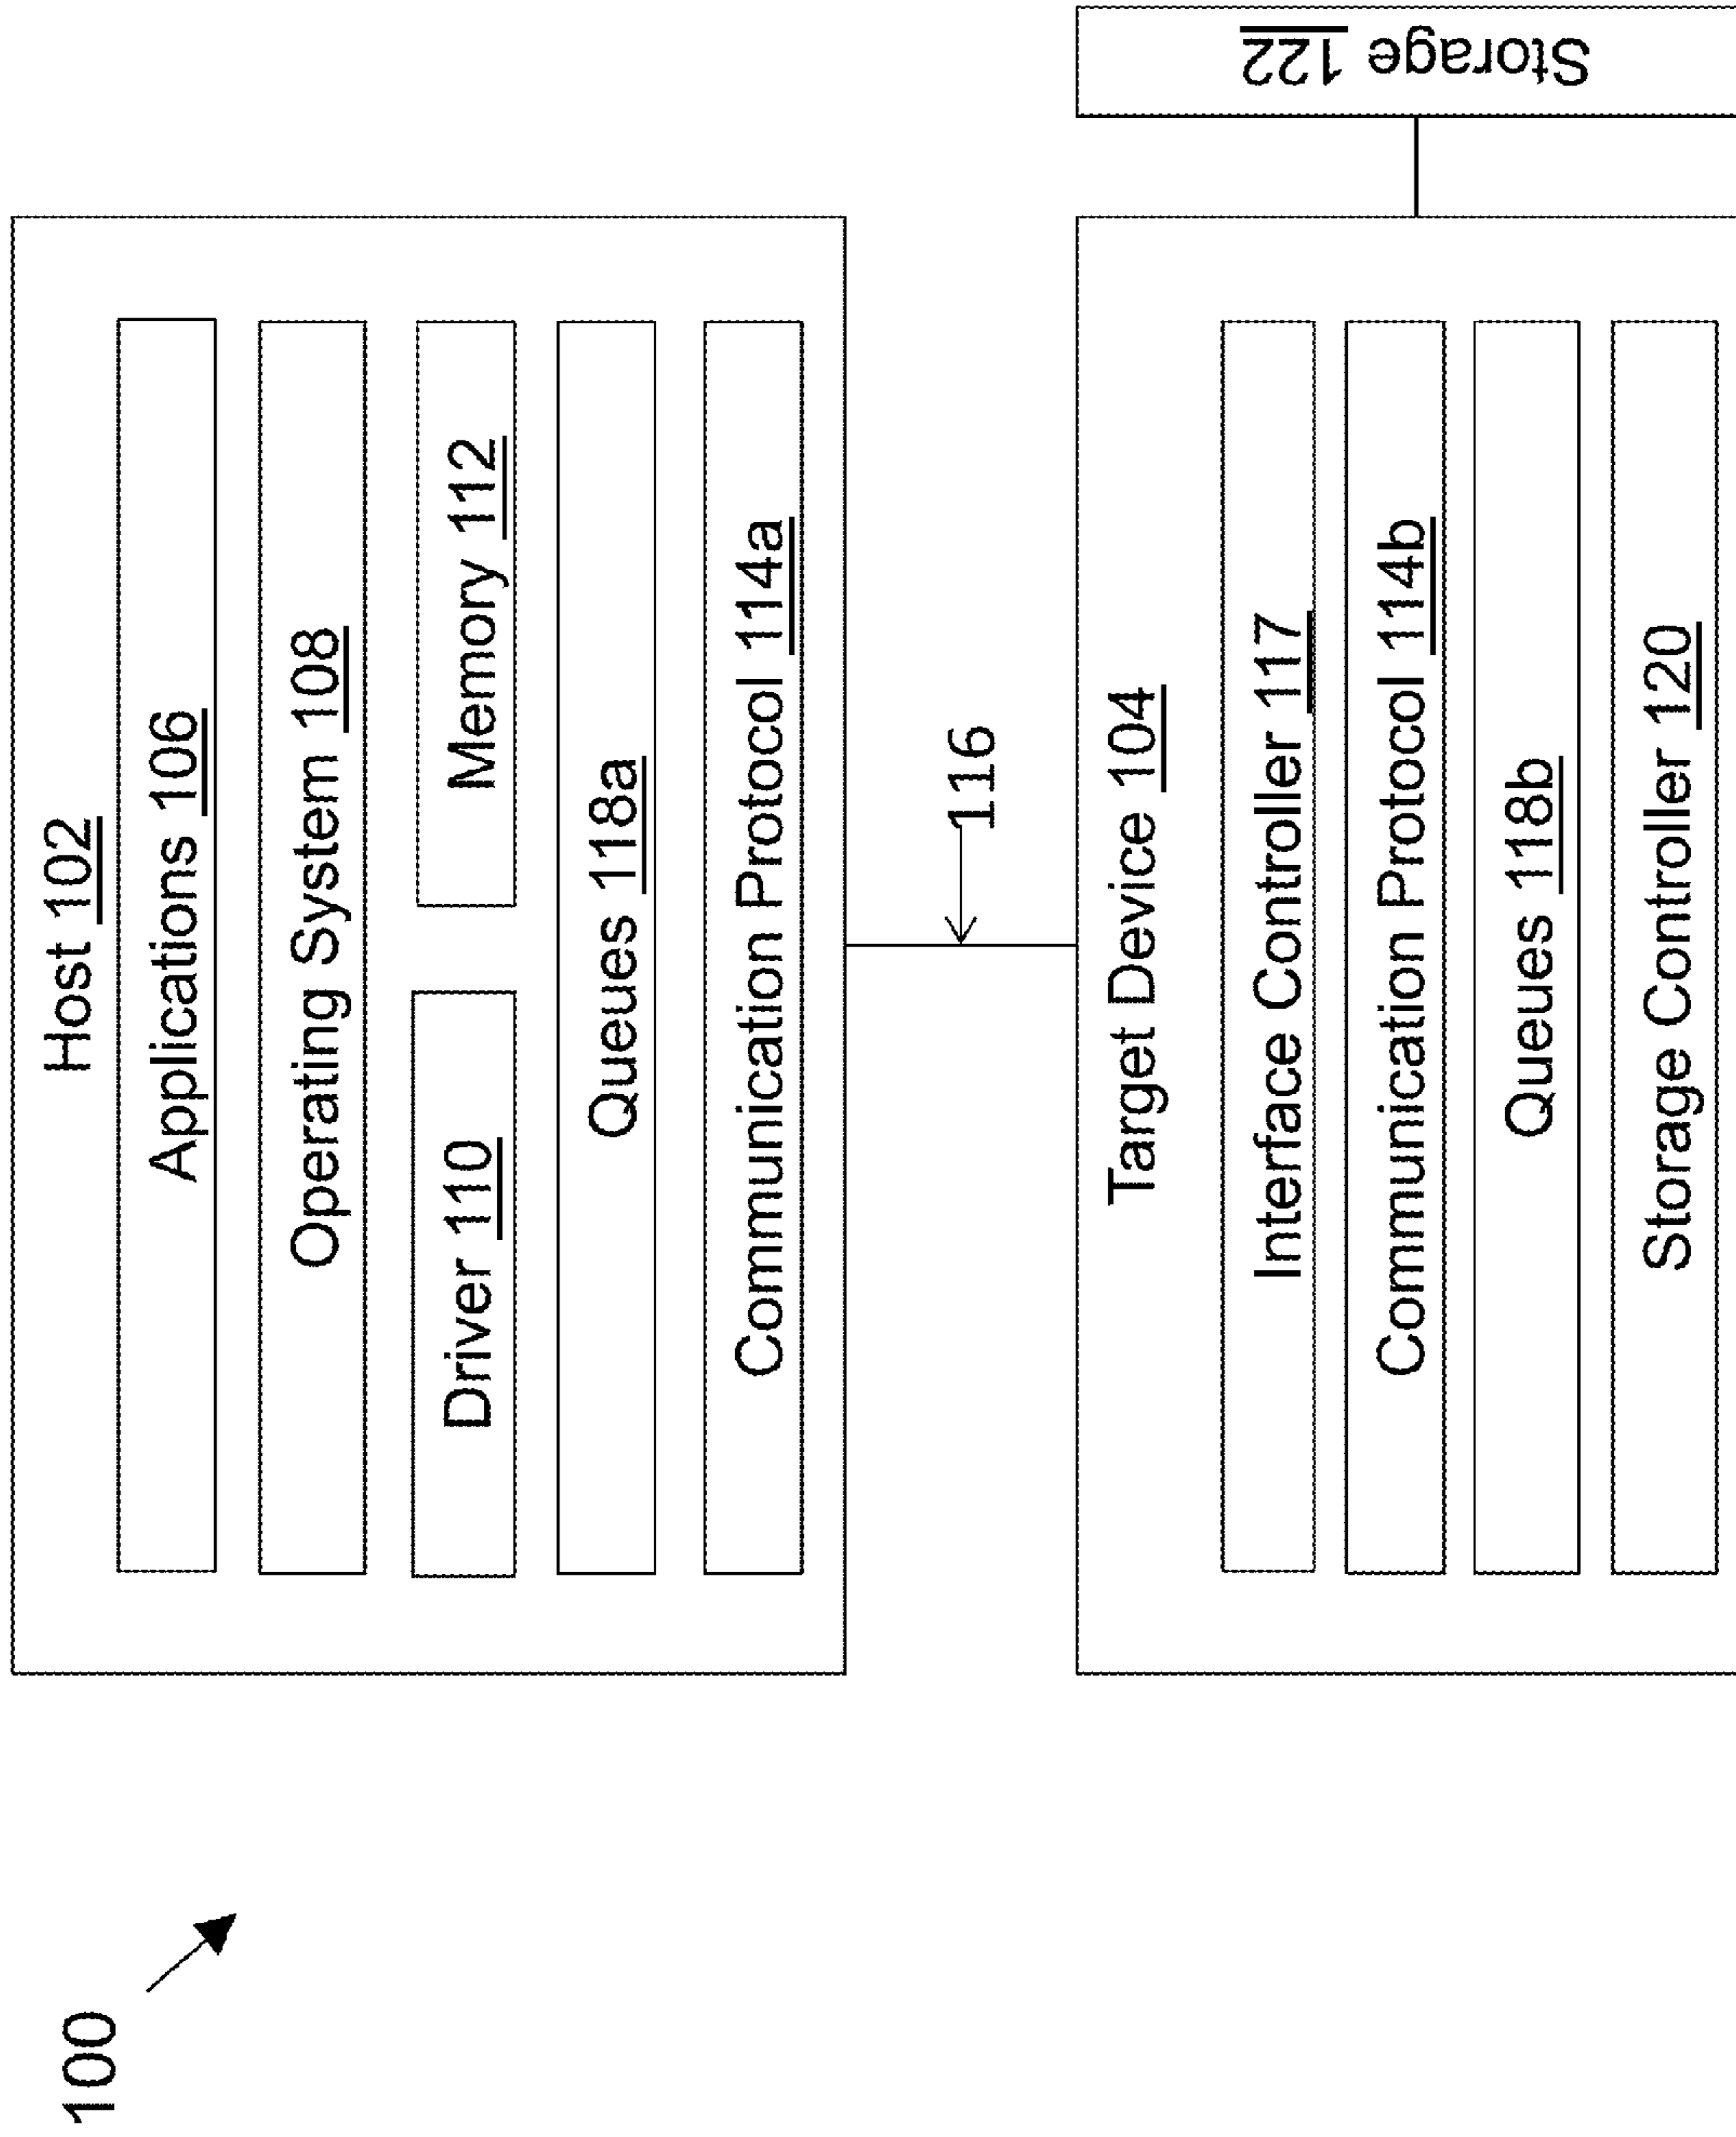 100
Host 102
Applications 106
Operating System 108
Driver 110
Memory 112
Queues 118a
Communication Protocol 114a
116
Target Device 104
Interface Controller 117
Communication Protocol 114b
Queues 118b
Storage Controller 120
Storage 122